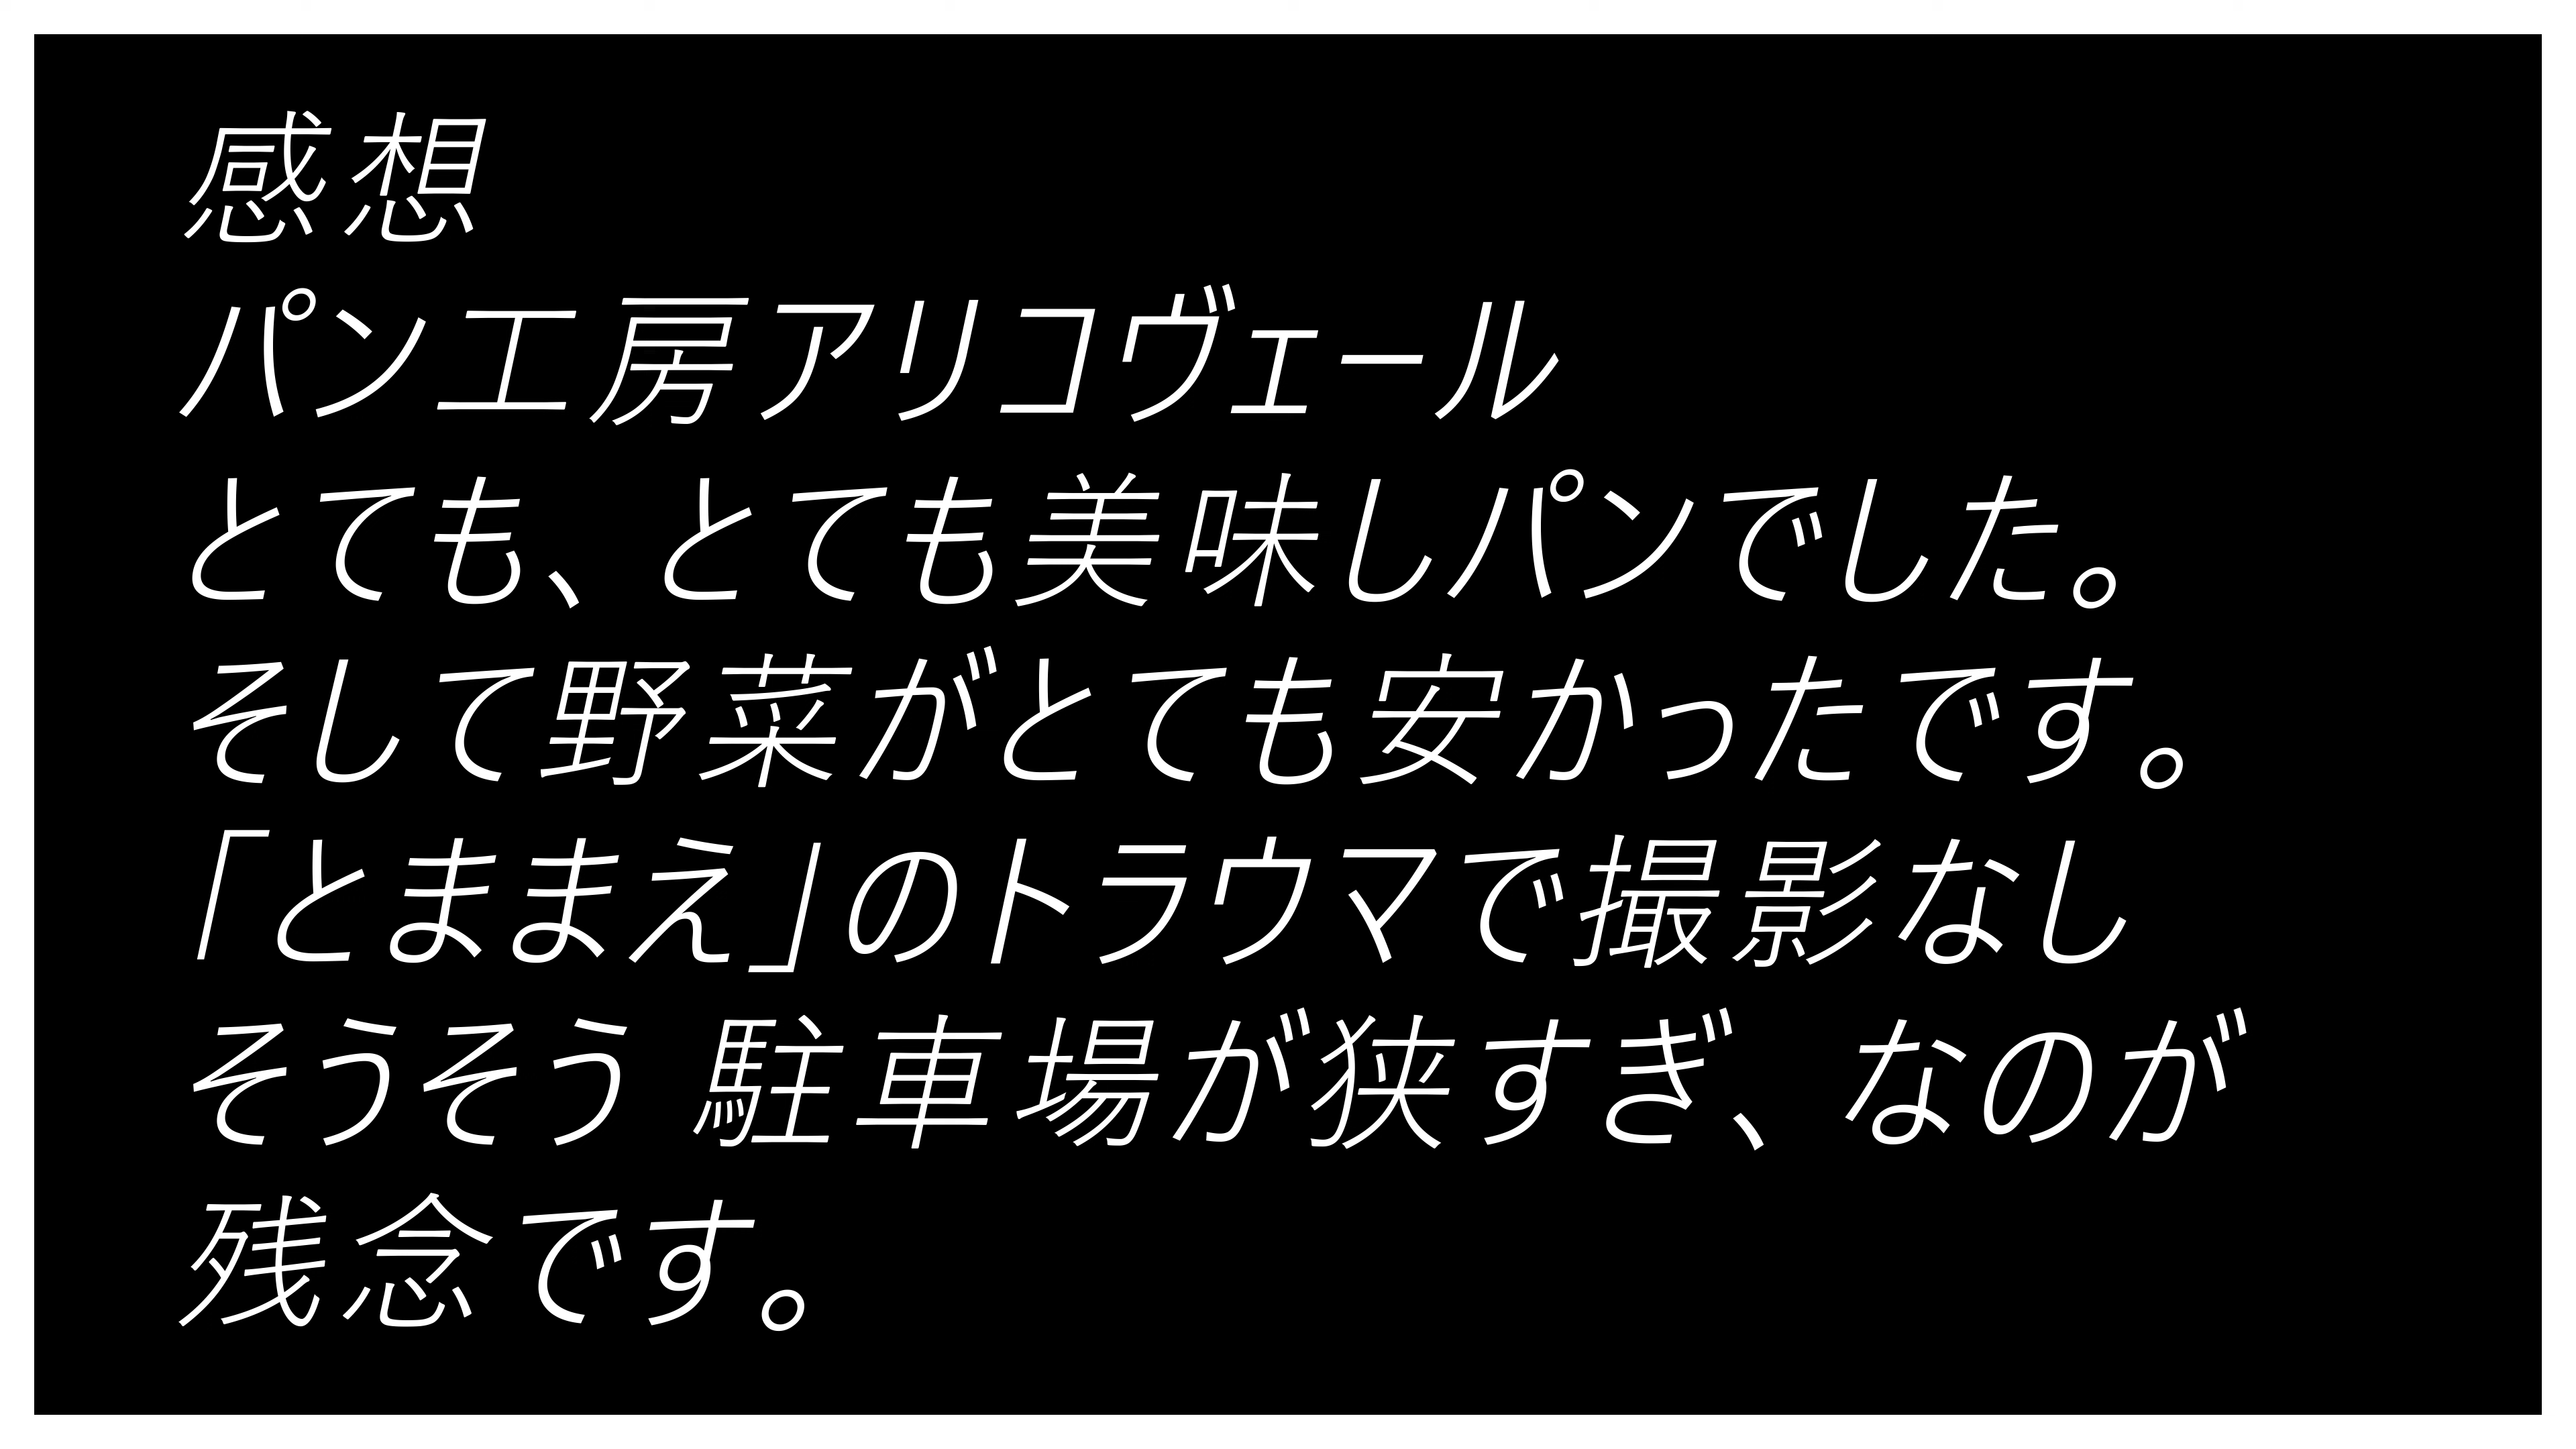 感想
パン工房アリコヴェール
とても、とても美味しパンでした。
そして野菜がとても安かったです。
「とままえ」のトラウマで撮影なし
そうそう 駐車場が狭すぎ、なのが
残念です。